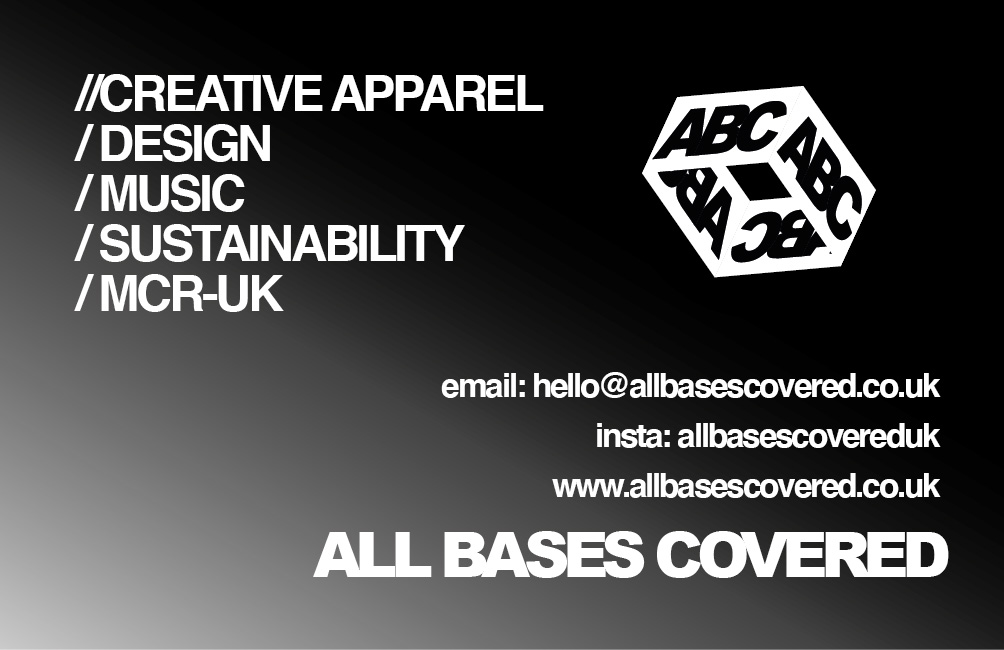 //CREATIVE APPAREL
/ DESIGN
/ MUSIC
/ SUSTAINABILITY
/ MCR-UK
ABC
ABC
ABC
ABC
email: hello@allbasescovered.co.uk
insta: allbasescovereduk
www.allbasescovered.co.uk
ALL BASES COVERED